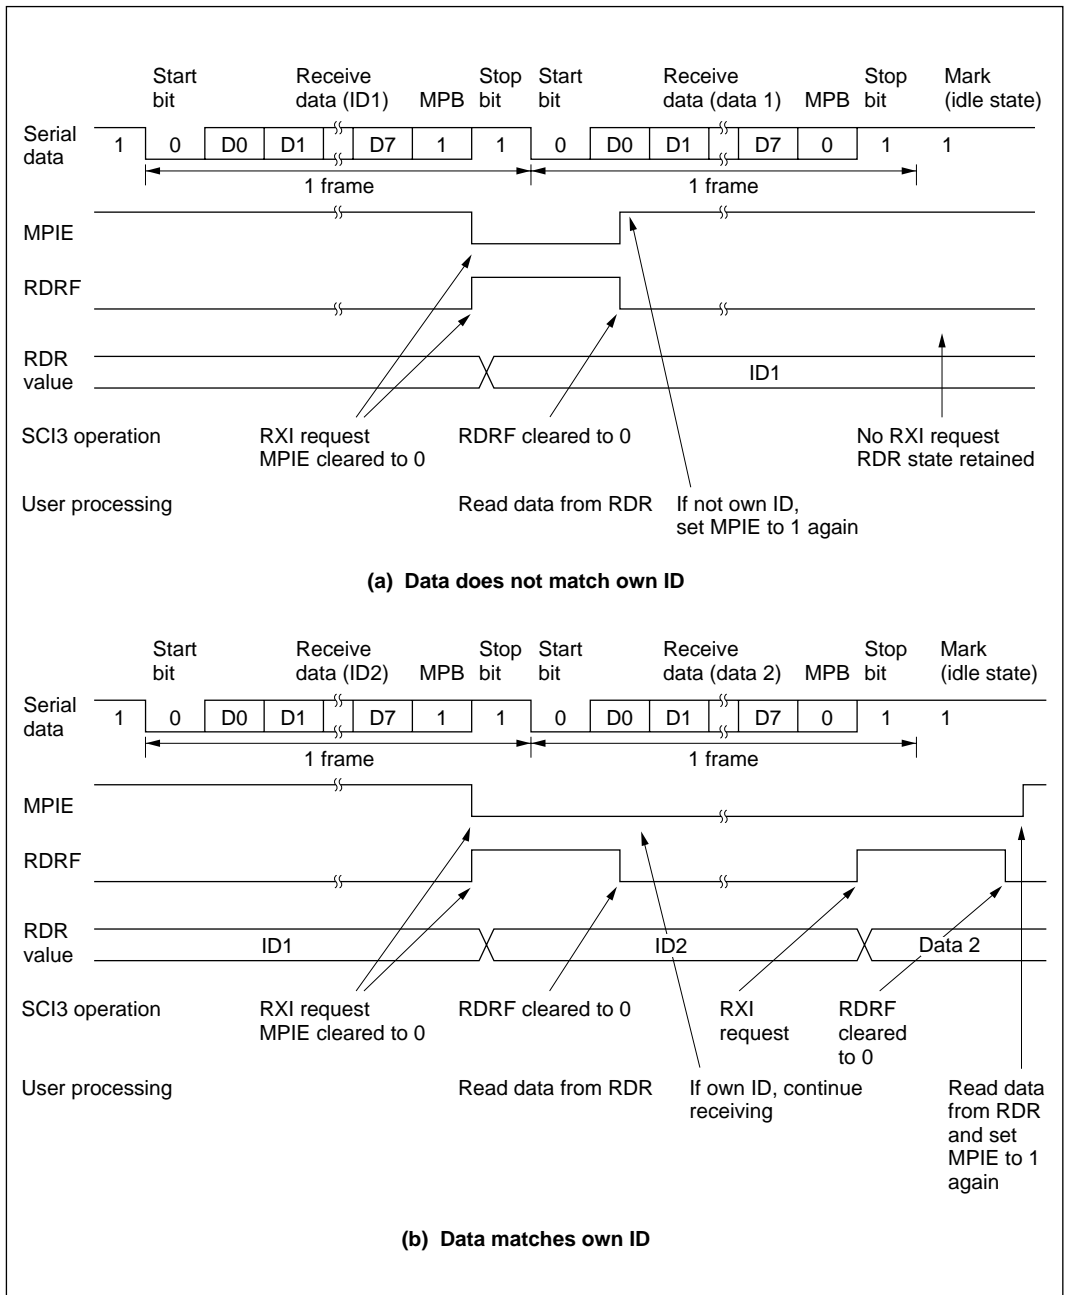 Start Receive Stop Start Receive Stop Mark
bit data (ID1) MPB bit bit data (data 1) MPB bit (idle state)
Serial
data
1 0 D0 D1 D7 1 1 0 D0 D1 D7 0 1 1
1 frame 1 frame
MPIE
RDRF
RDR
value
ID1
SCI3 operation
RXI request
MPIE cleared to 0
RDRF cleared to 0
No RXI request
RDR state retained
User processing
Read data from RDR
If not own ID,
set MPIE to 1 again
(a) Data does not match own ID
Start Receive Stop Start Receive Stop Mark
bit data (ID2) MPB bit bit data (data 2) MPB bit (idle state)
Serial
data
1 0 D0 D1 D7 1 1 0 D0 D1 D7 0 1 1
1 frame 1 frame
MPIE
RDRF
RDR
value
ID1 ID2 Data 2
SCI3 operation
RXI request
MPIE cleared to 0
RDRF cleared to 0
RXI
request
RDRF
cleared
to 0
User processing
Read data from RDR
If own ID, continue
receiving
Read data
from RDR
and set
MPIE to 1
again
(b) Data matches own ID